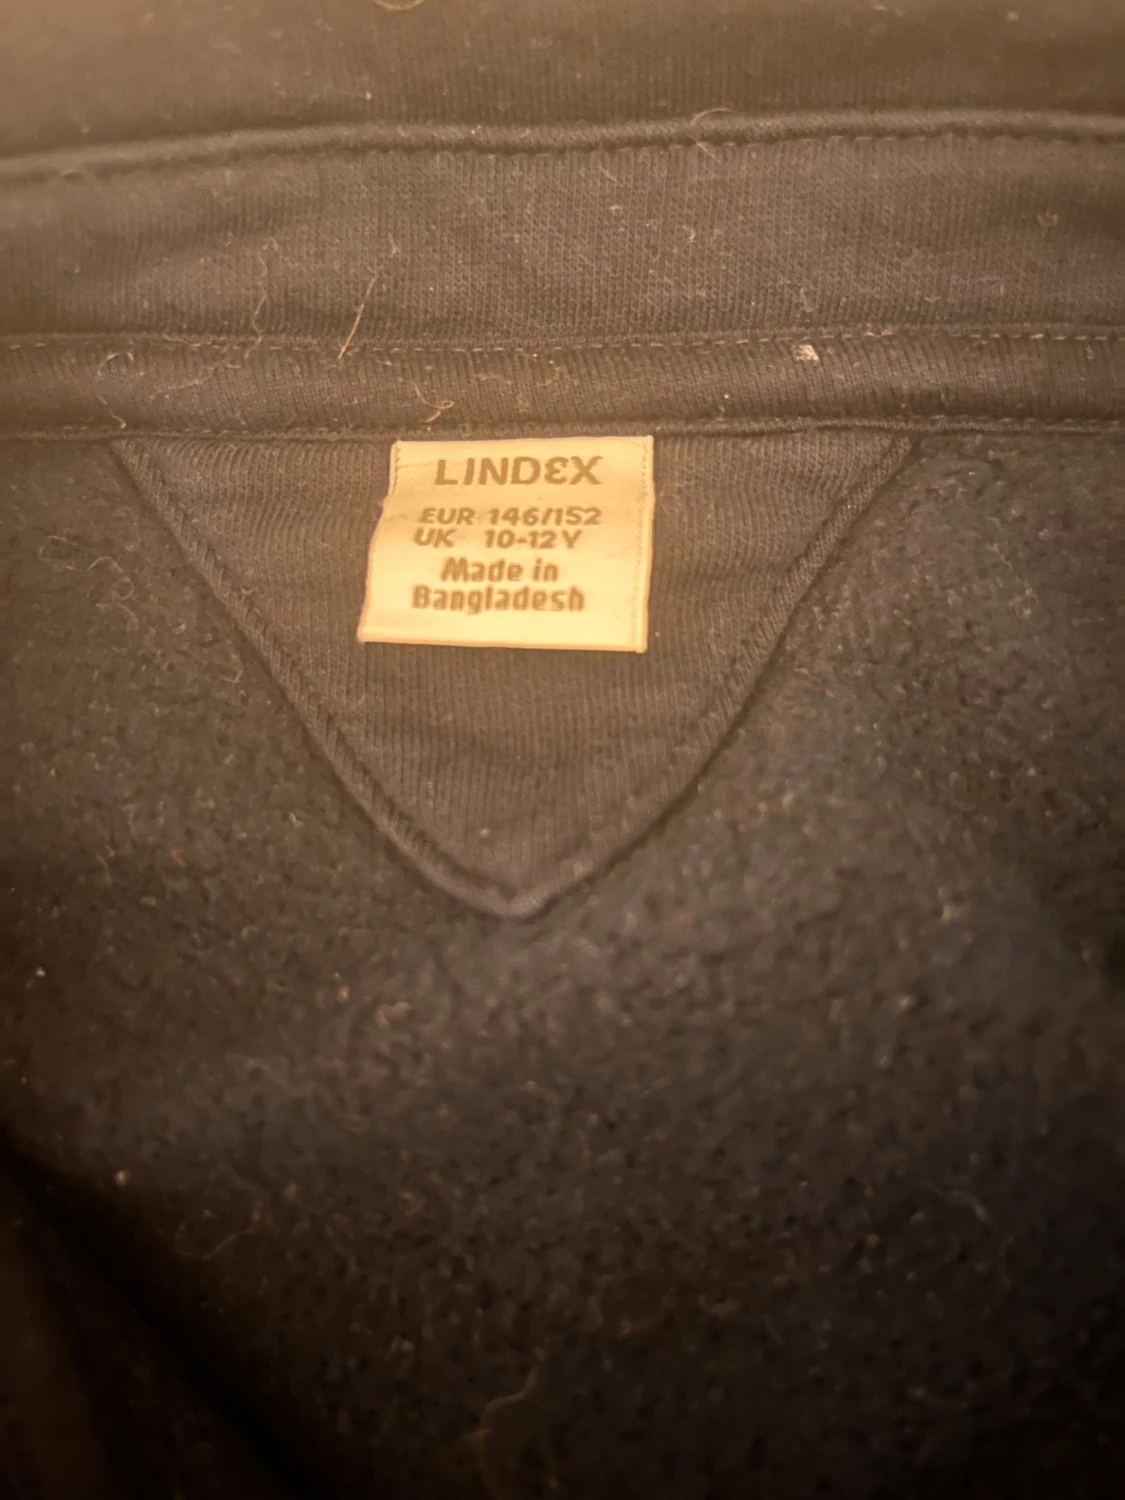 LINDEX
EUR 146/152
UK 10-12Y
Made in
Bangladesh